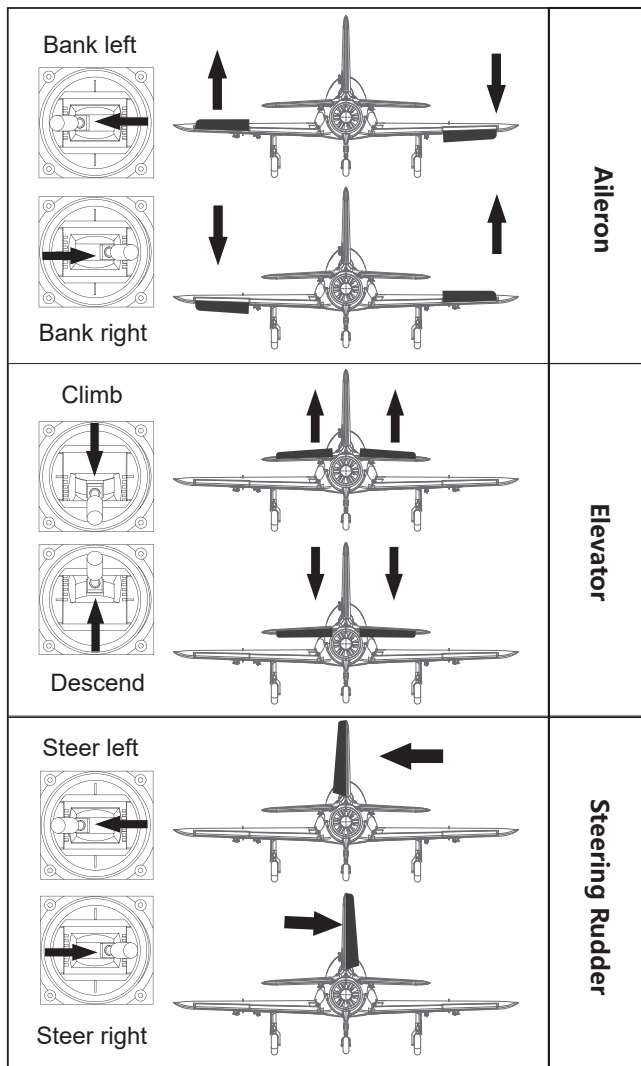 Bank left
Bank right
Aileron
Climb
Descend
Elevator
Steer left
Steer right
Steering Rudder